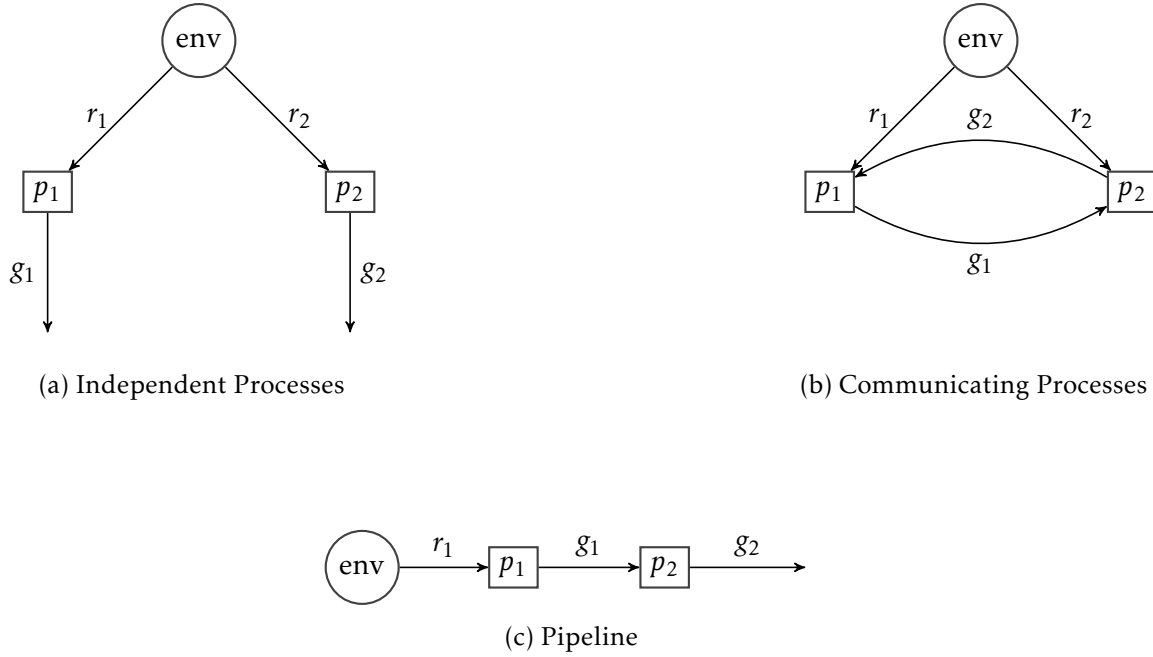 env
r1
r2
p1
p2
g1
g2
(a) Independent Processes
env
r1
g2
r2
p1
p2
g1
(b) Communicating Processes
env
r1
p1
g1
p2
g2
(c) Pipeline